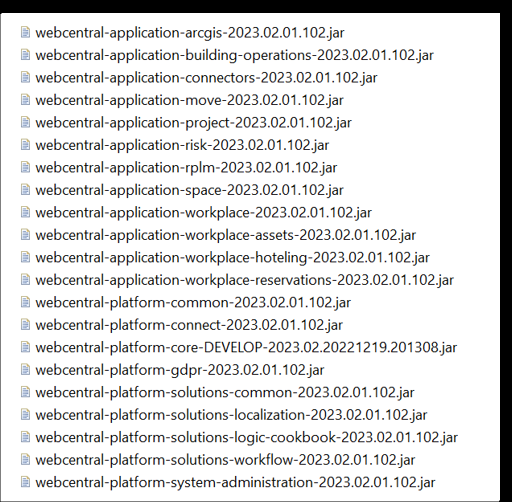 webcentral-application-arcgis-2023.02.01.102.jar
webcentral-application-building-operations-2023.02.01.102.jar
webcentral-application-connectors-2023.02.01.102.jar
webcentral-application-move-2023.02.01.102.jar
webcentral-application-project-2023.02.01.102.jar
webcentral-application-risk-2023.02.01.102.jar
webcentral-application-rplm-2023.02.01.102.jar
webcentral-application-space-2023.02.01.102.jar
webcentral-application-workplace-2023.02.01.102.jar
webcentral-application-workplace-assets-2023.02.01.102.jar
webcentral-application-workplace-hoteling-2023.02.01.102.jar
webcentral-application-workplace-reservations-2023.02.01.102.jar
webcentral-platform-common-2023.02.01.102.jar
webcentral-platform-connect-2023.02.01.102.jar
webcentral-platform-core-DEVELOP-2023.02.20221219.201308.jar
webcentral-platform-gdpr-2023.02.01.102.jar
webcentral-platform-solutions-common-2023.02.01.102.jar
webcentral-platform-solutions-localization-2023.02.01.102.jar
webcentral-platform-solutions-logic-cookbook-2023.02.01.102.jar
webcentral-platform-solutions-workflow-2023.02.01.102.jar
webcentral-platform-system-administration-2023.02.01.102.jar